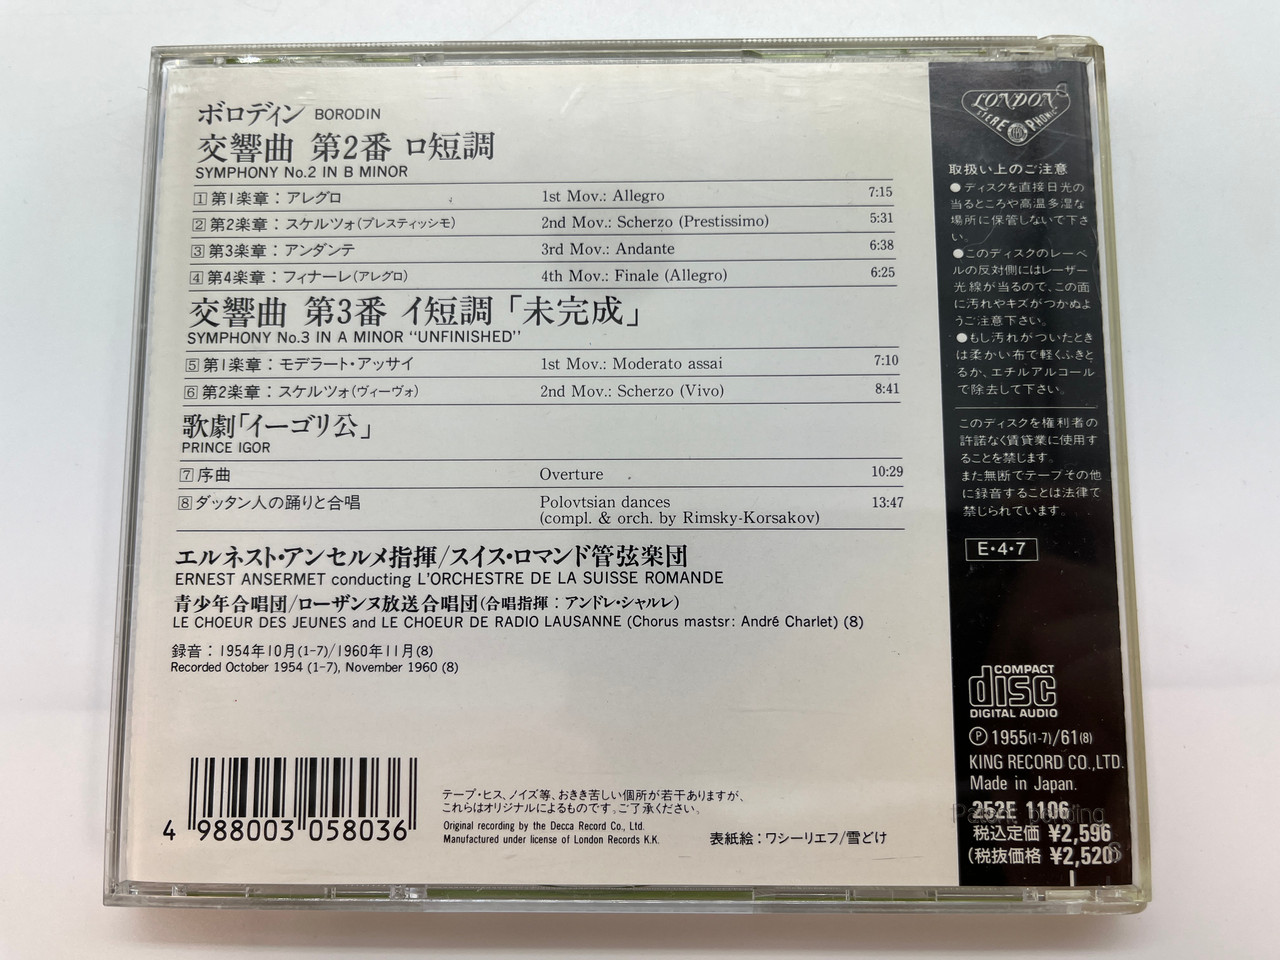 ボロディン BORODIN
交響曲 第2番 ロ短調
SYMPHONY No.2 IN B MINOR
1 第1楽章：アレグロ 1st Mov.: Allegro 7:15
2 第2楽章：スケルツォ(プレスティッシモ) 2nd Mov.: Scherzo (Prestissimo) 5:31
3 第3楽章：アンダンテ 3rd Mov.: Andante 6:38
4 第4楽章：フィナーレ(アレグロ) 4th Mov.: Finale (Allegro) 6:25
交響曲 第3番 イ短調「未完成」
SYMPHONY No.3 IN A MINOR "UNFINISHED"
5 第1楽章：モデラート・アッサイ 1st Mov.: Moderato assai 7:10
6 第2楽章：スケルツォ(ヴィーヴォ) 2nd Mov.: Scherzo (Vivo) 8:41
歌劇「イーゴリ公」
PRINCE IGOR
7 序曲 Overture 10:29
8 ダッタン人の踊りと合唱 Polovtsian dances 13:47
(compl. & orch. by Rimsky-Korsakov)
エルネスト・アンセルメ指揮/スイス・ロマンド管弦楽団
ERNEST ANSERMET conducting L'ORCHESTRE DE LA SUISSE ROMANDE
青少年合唱団/ローザンヌ放送合唱団(合唱指揮：アンドレ・シャルレ)
LE CHOEUR DES JEUNES and LE CHOEUR DE RADIO LAUSANNE (Chorus mastsr: André Charlet) (8)
録音：1954年10月(1-7)/1960年11月(8)
Recorded October 1954 (1-7), November 1960 (8)
4 988003 058036
テープ・ヒス、ノイズ等、おきき苦しい個所が若干ありますが、
これらはオリジナルによるものです。ご了承ください。
Original recording by the Decca Record Co., Ltd.
Manufactured under license of London Records K.K.
表紙絵：ワシーリエフ/雪どけ
LONDON
STEREOPHONIC
取扱い上のご注意
●ディスクを直接日光の
当るところや高温多湿な
場所に保管しないで下さ
い。
●このディスクのレーベ
ルの反対側にはレーザー
光線が当るので、この面
に汚れやキズがつかぬよ
うご注意下さい。
●もし汚れがついたとき
は柔かい布で軽くふきと
るか、エチルアルコール
で除去して下さい。
このディスクを権利者の
許諾なく賃貸業に使用す
ることを禁じます。
また無断でテープその他
に録音することは法律で
禁じられています。
E・4・7
COMPACT
disc
DIGITAL AUDIO
Ⓟ 1955(1-7)/61(8)
KING RECORD CO.,LTD.
Made in Japan.
252E 1106
Patent pending
税込定価 ¥2,596
(税抜価格 ¥2,520)